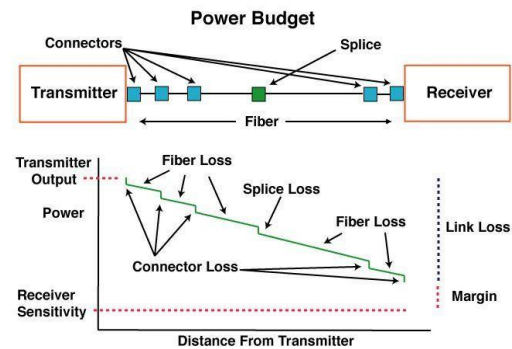 Power Budget
Connectors
Splice
Transmitter
Receiver
Fiber
Transmitter
Output
Fiber Loss
Splice Loss
Power
Fiber Loss
Link Loss
Connector Loss
Receiver
Sensitivity
Margin
Distance From Transmitter